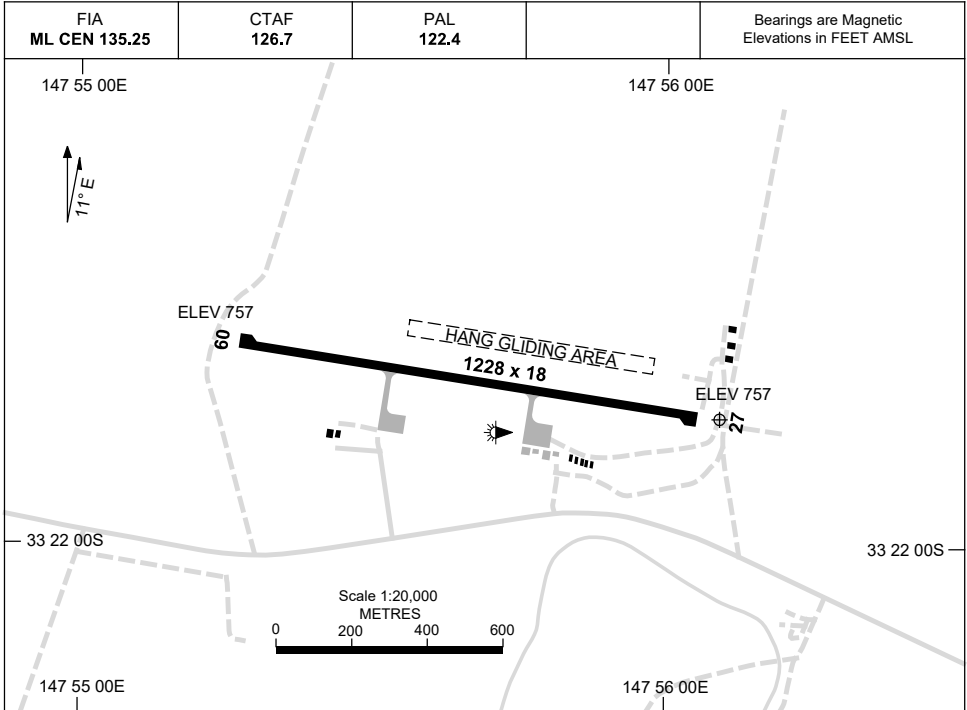 FIA
ML CEN 135.25
CTAF
126.7
PAL
122.4
Bearings are Magnetic
Elevations in FEET AMSL
147 55 00E
147 56 00E
11° E
ELEV 757
09
HANG GLIDING AREA
1228 x 18
ELEV 757
27
33 22 00S
33 22 00S
Scale 1:20,000
METRES
0 200 400 600
147 55 00E
147 56 00E